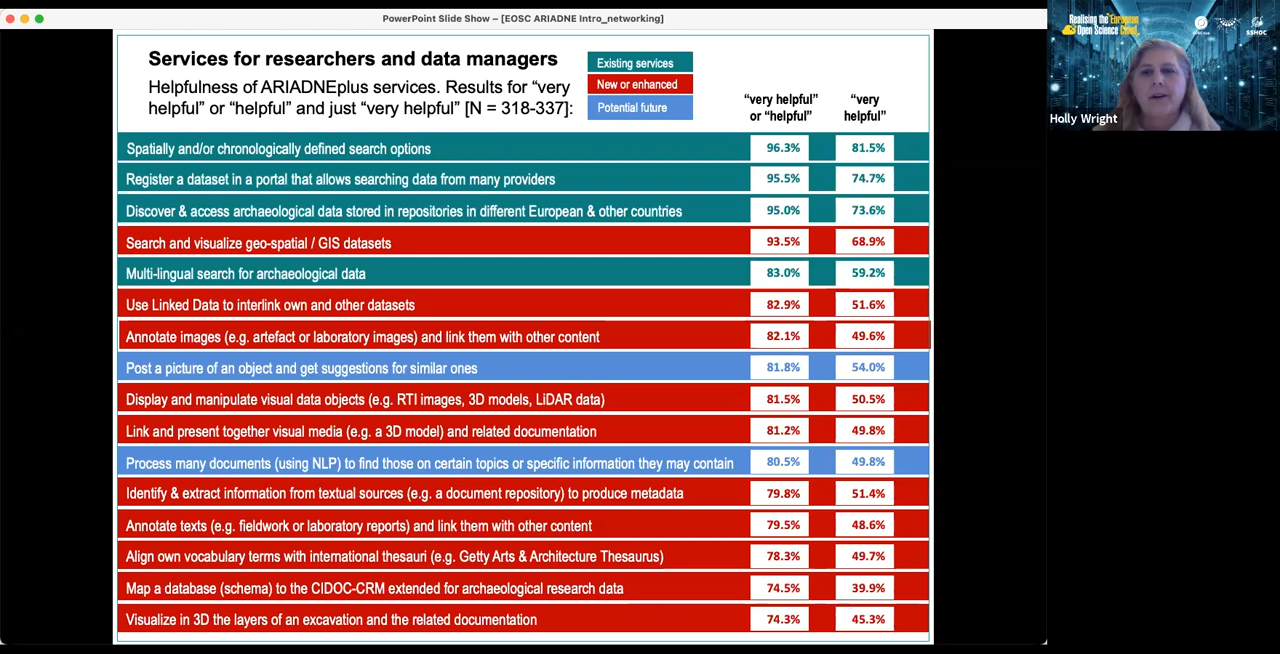 PowerPoint Slide Show – [EOSC ARIADNE Intro_networking]
Realising the European
Open Science Cloud
SSHOC
Holly Wright
Services for researchers and data managers
Helpfulness of ARIADNEplus services. Results for “very
helpful” or “helpful” and just “very helpful” [N = 318-337]:
Existing services
New or enhanced
Potential future
“very helpful”
or “helpful”
“very
helpful”
Spatially and/or chronologically defined search options 96.3% 81.5%
Register a dataset in a portal that allows searching data from many providers 95.5% 74.7%
Discover & access archaeological data stored in repositories in different European & other countries 95.0% 73.6%
Search and visualize geo-spatial / GIS datasets 93.5% 68.9%
Multi-lingual search for archaeological data 83.0% 59.2%
Use Linked Data to interlink own and other datasets 82.9% 51.6%
Annotate images (e.g. artefact or laboratory images) and link them with other content 82.1% 49.6%
Post a picture of an object and get suggestions for similar ones 81.8% 54.0%
Display and manipulate visual data objects (e.g. RTI images, 3D models, LiDAR data) 81.5% 50.5%
Link and present together visual media (e.g. a 3D model) and related documentation 81.2% 49.8%
Process many documents (using NLP) to find those on certain topics or specific information they may contain 80.5% 49.8%
Identify & extract information from textual sources (e.g. a document repository) to produce metadata 79.8% 51.4%
Annotate texts (e.g. fieldwork or laboratory reports) and link them with other content 79.5% 48.6%
Align own vocabulary terms with international thesauri (e.g. Getty Arts & Architecture Thesaurus) 78.3% 49.7%
Map a database (schema) to the CIDOC-CRM extended for archaeological research data 74.5% 39.9%
Visualize in 3D the layers of an excavation and the related documentation 74.3% 45.3%